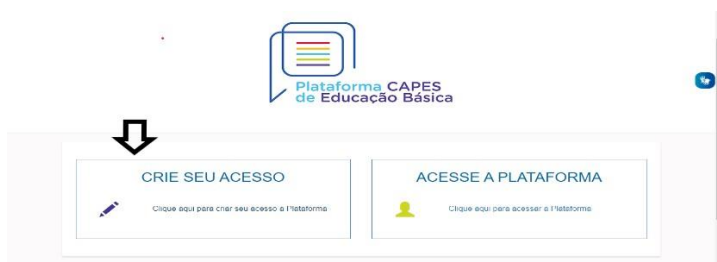 Plataforma CAPES
de Educação Básica
CRIE SEU ACESSO
Clique aqui para criar seu acesso a Plataforma
ACESSE A PLATAFORMA
Clique aqui para acessar a Plataforma